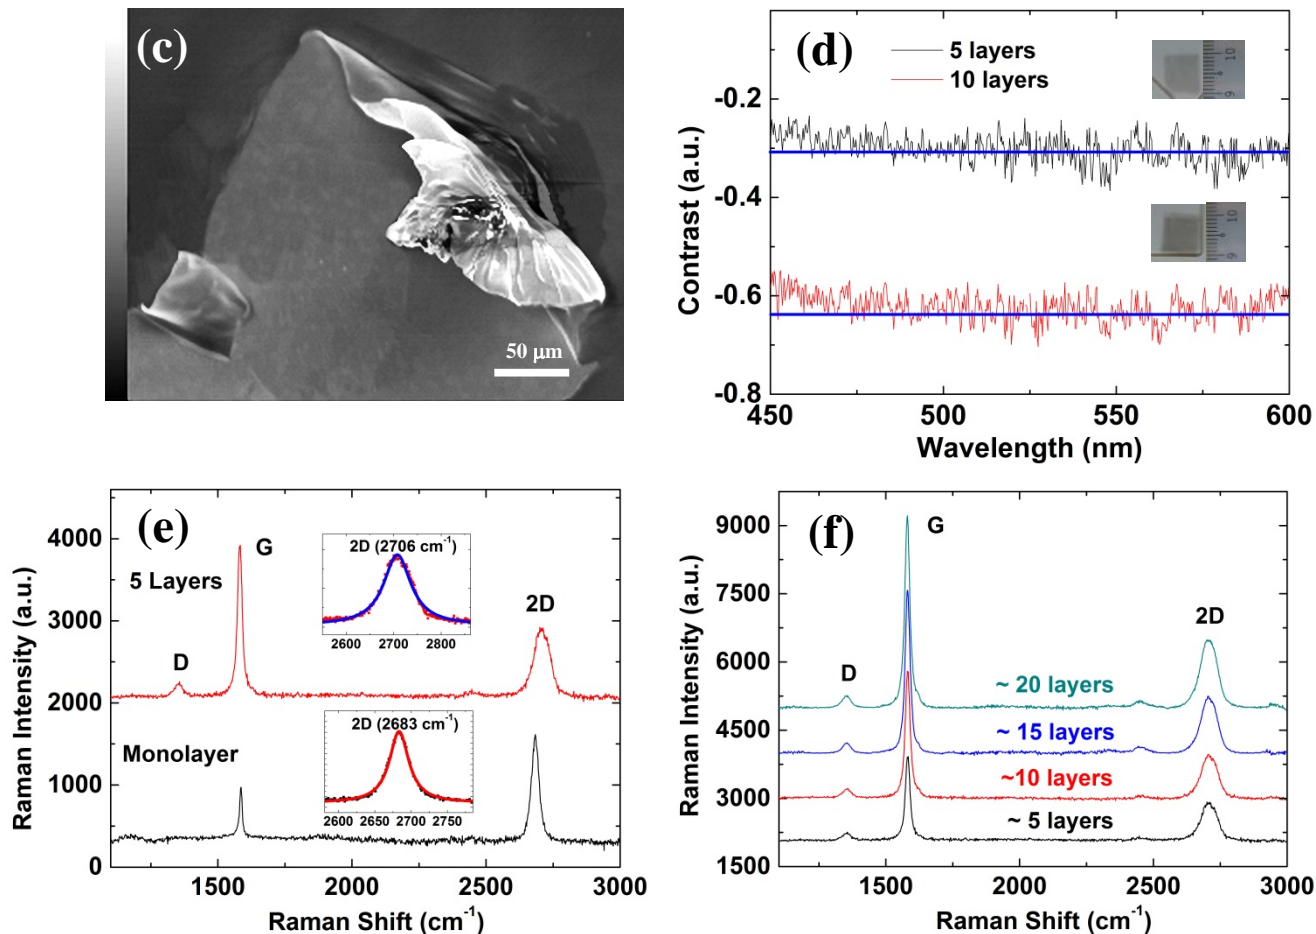 (c)
50 μm
(d)
5 layers
10 layers
10
9
10
9
-0.2
-0.4
-0.6
-0.8
450
500
550
600
Contrast (a.u.)
Wavelength (nm)
(e)
G
5 Layers
D
2D
Monolayer
2D (2706 cm⁻¹)
2600
2700
2800
2D (2683 cm⁻¹)
2600
2650
2700
2750
4000
3000
2000
1000
0
1500
2000
2500
3000
Raman Intensity (a.u.)
Raman Shift (cm⁻¹)
(f)
G
D
2D
~ 20 layers
~ 15 layers
~10 layers
~ 5 layers
9000
7500
6000
4500
3000
1500
1500
2000
2500
3000
Raman Intensity (a.u.)
Raman Shift (cm⁻¹)